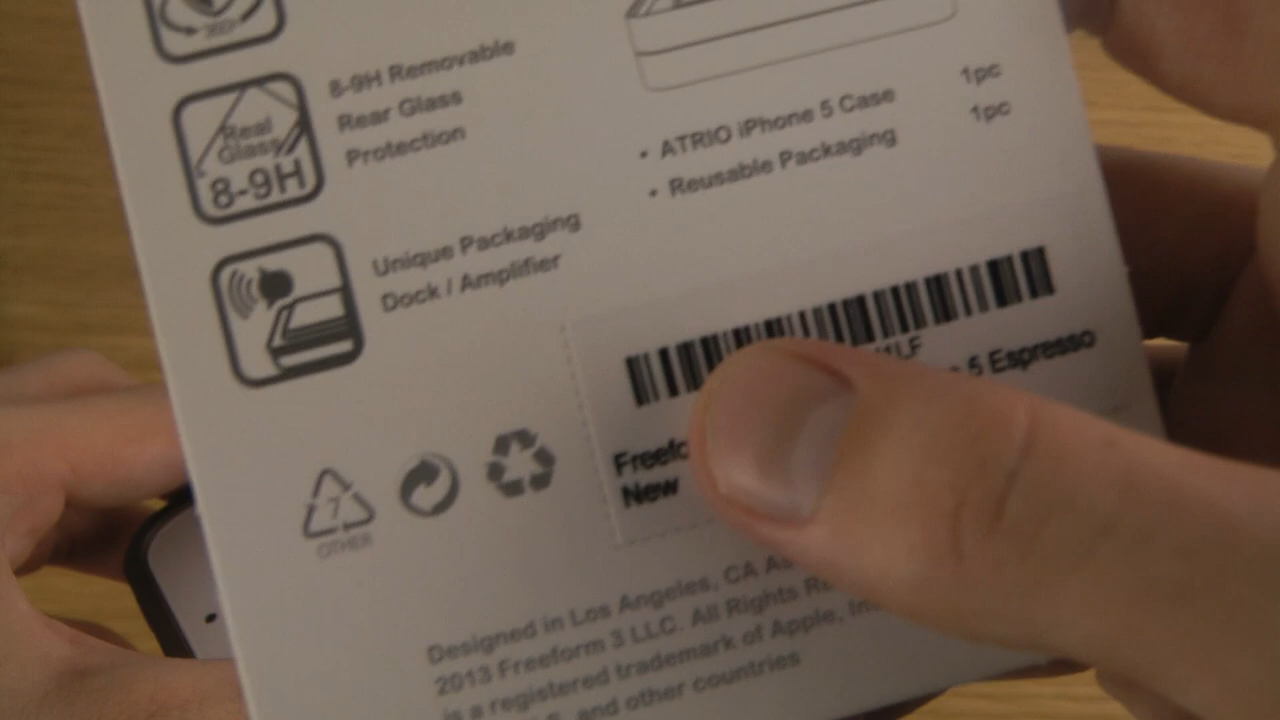 360°
8-9H Removable
Rear Glass
Protection
Real
Glass
8-9H
Unique Packaging
Dock / Amplifier
• ATRIO iPhone 5 Case 1pc
• Reusable Packaging 1pc
1LF
5 Espresso
New
7
OTHER
Designed in Los Angeles, CA
2013 Freeform 3 LLC. All Rights
is a registered trademark of Apple,
and other countries